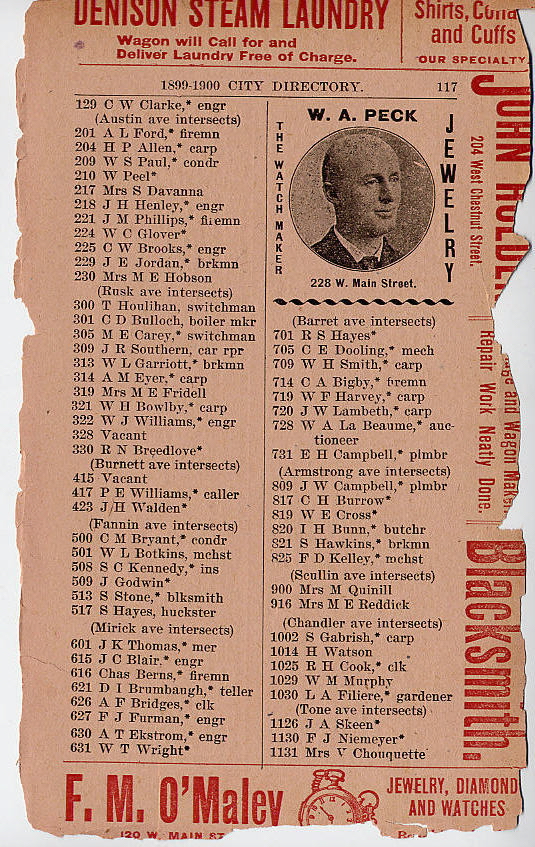 DENISON STEAM LAUNDRY
Wagon will Call for and
Deliver Laundry Free of Charge.
Shirts,
and Cuffs
OUR SPECIALTY
1899-1900 CITY DIRECTORY. 117
129 C W Clarke,* engr
(Austin ave intersects)
201 A L Ford,* firemn
204 H P Allen,* carp
209 W S Paul,* condr
210 W Peel*
217 Mrs S Davanna
218 J H Henley,* engr
221 J M Phillips,* firemn
224 W C Glover*
225 C W Brooks,* engr
229 J E Jordan,* brkmn
230 Mrs M E Hobson
(Rusk ave intersects)
300 T Houlihan, switchman
301 C D Bulloch, boiler mkr
305 M E Carey,* switchman
309 J R Southern, car rpr
313 W L Garriott,* brkmn
314 A M Eyer,* carp
319 Mrs M E Fridell
321 W H Bowlby,* carp
322 W J Williams,* engr
328 Vacant
330 R N Breedlove*
(Burnett ave intersects)
415 Vacant
417 P E Williams,* caller
423 J H Walden*
(Fannin ave intersects)
500 C M Bryant,* condr
501 W L Botkins, mchst
508 S C Kennedy,* ins
509 J Godwin*
513 S Stone,* blksmith
517 S Hayes, huckster
(Mirick ave intersects)
601 J K Thomas,* mer
615 J C Blair,* engr
616 Chas Berns,* firemn
621 D I Brumbaugh,* teller
626 A F Bridges,* clk
627 F J Furman,* engr
630 A T Ekstrom,* engr
631 W T Wright*
W. A. PECK
THE WATCH MAKER
JEWELRY
228 W. Main Street.
(Barret ave intersects)
701 R S Hayes*
705 C E Dooling,* mech
709 W H Smith,* carp
714 C A Bigby,* firemn
719 W F Harvey,* carp
720 J W Lambeth,* carp
728 W A La Beaume,* auc-
tioneer
731 E H Campbell,* plmbr
(Armstrong ave intersects)
809 J W Campbell,* plmbr
817 C H Burrow*
819 W E Cross*
820 I H Bunn,* butchr
821 S Hawkins,* brkmn
825 F D Kelley,* mchst
(Scullin ave intersects)
900 Mrs M Quinill
916 Mrs M E Reddick
(Chandler ave intersects)
1002 S Gabrish,* carp
1014 H Watson
1025 R H Cook,* clk
1029 W M Murphy
1030 L A Filiere,* gardener
(Tone ave intersects)
1126 J A Skeen*
1130 F J Niemeyer*
1131 Mrs V Chouquette
JOHN
204 West Chestnut Street.
and Wagon
Repair Work Neatly Done.
Blacksmith.
F. M. O'Maley
120 W. MAIN ST
JEWELRY, DIAMOND
AND WATCHES